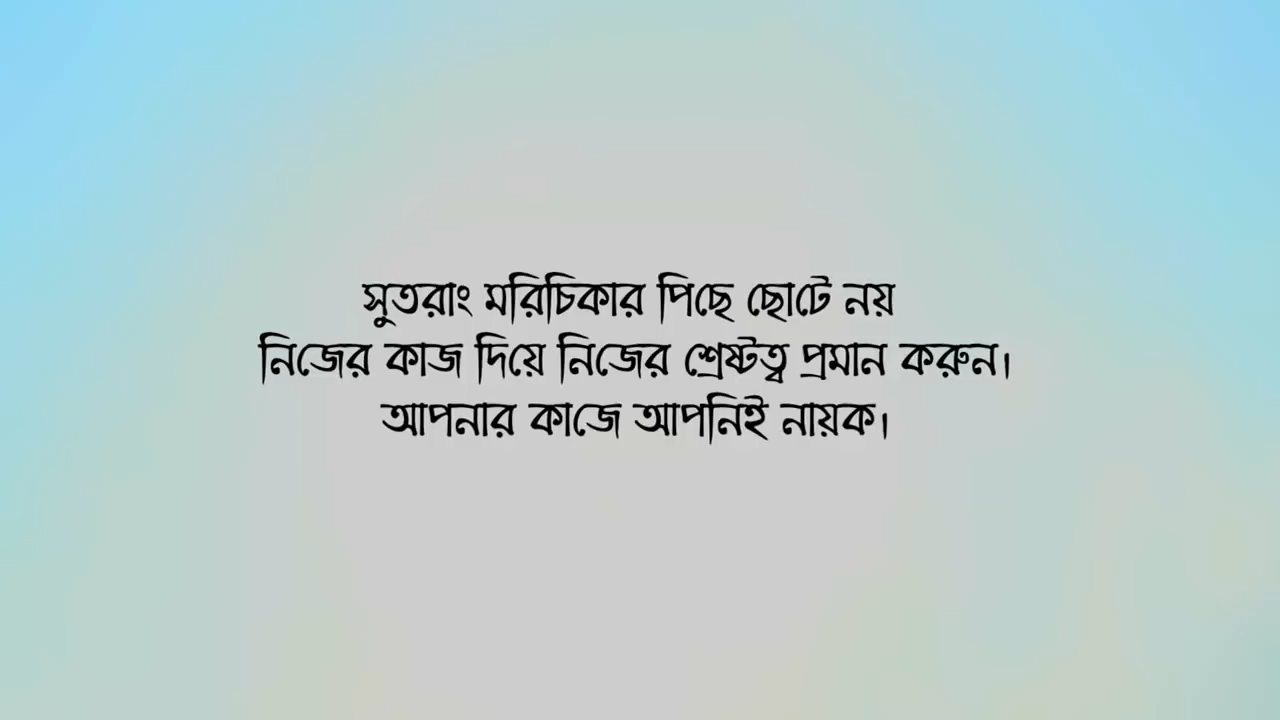 সুতরাং মরিচিকার পিছে ছোটে নয়
নিজের কাজ দিয়ে নিজের শ্রেষ্টত্ব প্রমান করুন।
আপনার কাজে আপনিই নায়ক।